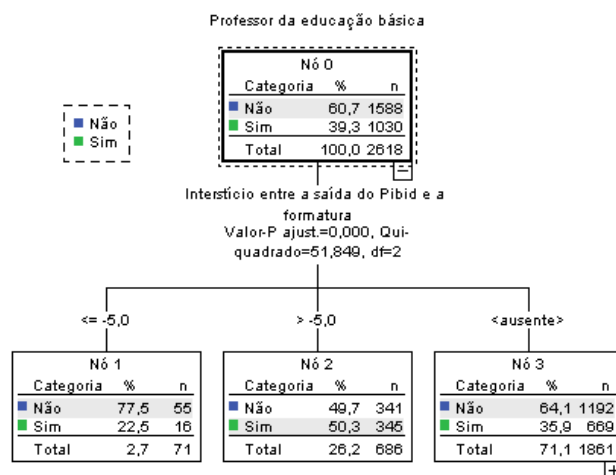 Professor da educação básica
Nó 0
Categoria % n
Não 60,7 1588
Sim 39,3 1030
Total 100,0 2618
Não
Sim
Interstício entre a saída do Pibid e a
formatura
Valor-P ajust.=0,000, Qui-
quadrado=51,849, df=2
<= -5,0
> -5,0
<ausente>
Nó 1
Categoria % n
Não 77,5 55
Sim 22,5 16
Total 2,7 71
Nó 2
Categoria % n
Não 49,7 341
Sim 50,3 345
Total 26,2 686
Nó 3
Categoria % n
Não 64,1 1192
Sim 35,9 669
Total 71,1 1861